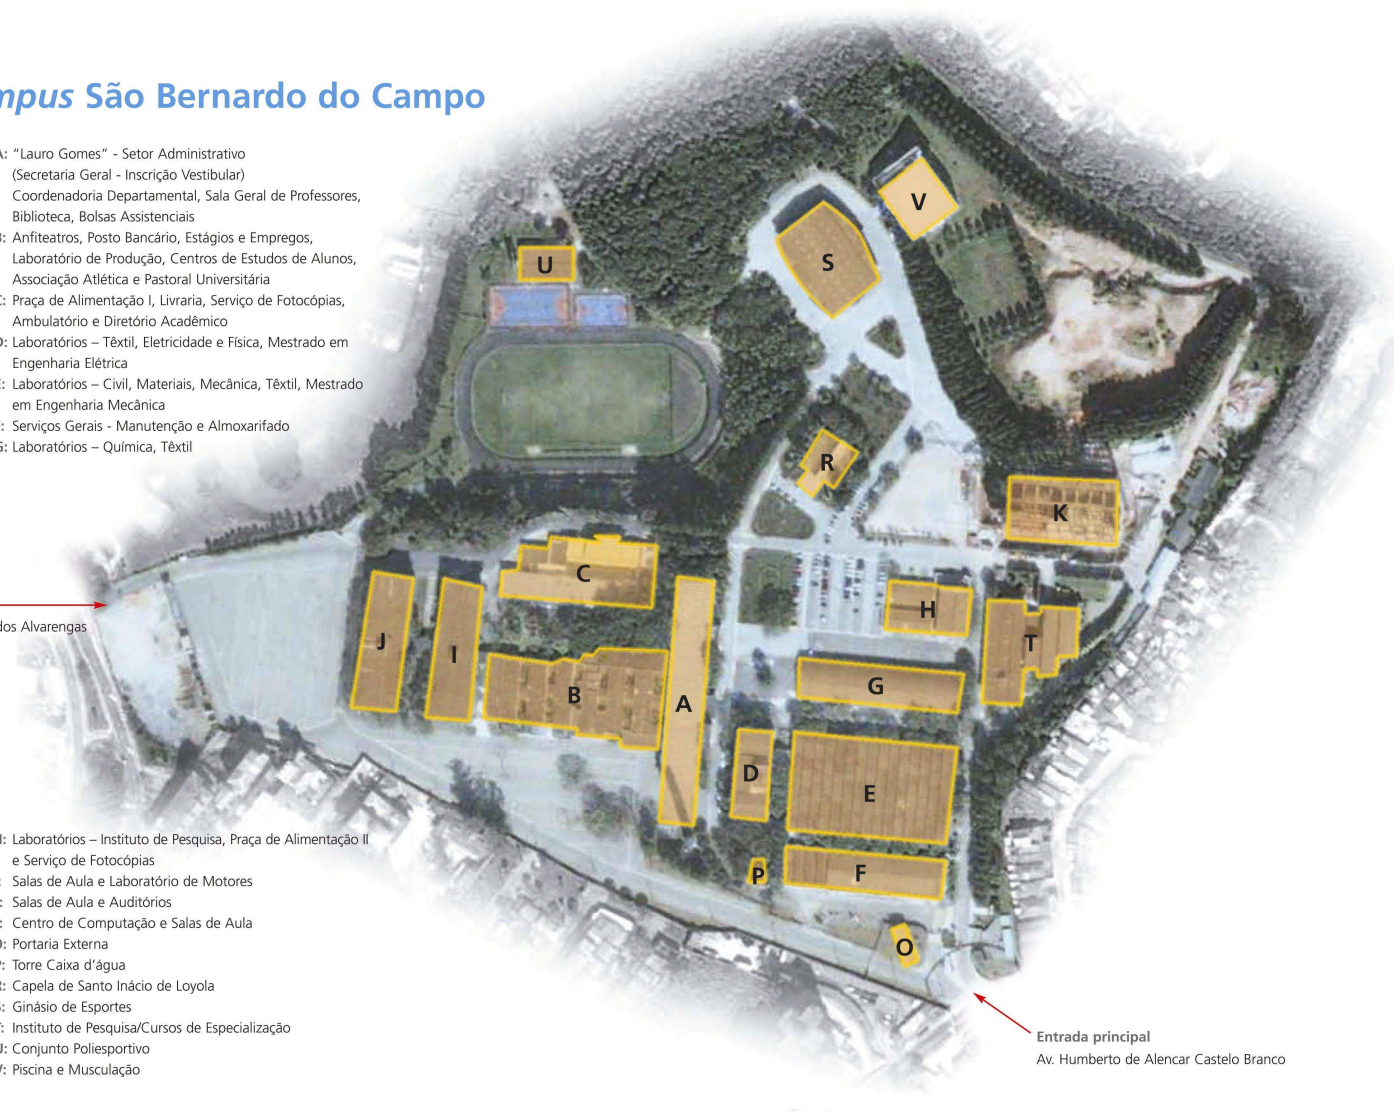 mpus São Bernardo do Campo
A: “Lauro Gomes” - Setor Administrativo
(Secretaria Geral - Inscrição Vestibular)
Coordenadoria Departamental, Sala Geral de Professores,
Biblioteca, Bolsas Assistenciais
B: Anfiteatros, Posto Bancário, Estágios e Empregos,
Laboratório de Produção, Centros de Estudos de Alunos,
Associação Atlética e Pastoral Universitária
C: Praça de Alimentação I, Livraria, Serviço de Fotocópias,
Ambulatório e Diretório Acadêmico
D: Laboratórios – Têxtil, Eletricidade e Física, Mestrado em
Engenharia Elétrica
: Laboratórios – Civil, Materiais, Mecânica, Têxtil, Mestrado
em Engenharia Mecânica
: Serviços Gerais - Manutenção e Almoxarifado
G: Laboratórios – Química, Têxtil
V
S
U
R
K
C
H
J
I
T
B
G
A
D
E
P
F
O
dos Alvarengas
H: Laboratórios – Instituto de Pesquisa, Praça de Alimentação II
e Serviço de Fotocópias
: Salas de Aula e Laboratório de Motores
: Salas de Aula e Auditórios
: Centro de Computação e Salas de Aula
O: Portaria Externa
P: Torre Caixa d’água
R: Capela de Santo Inácio de Loyola
S: Ginásio de Esportes
T: Instituto de Pesquisa/Cursos de Especialização
U: Conjunto Poliesportivo
V: Piscina e Musculação
Entrada principal
Av. Humberto de Alencar Castelo Branco